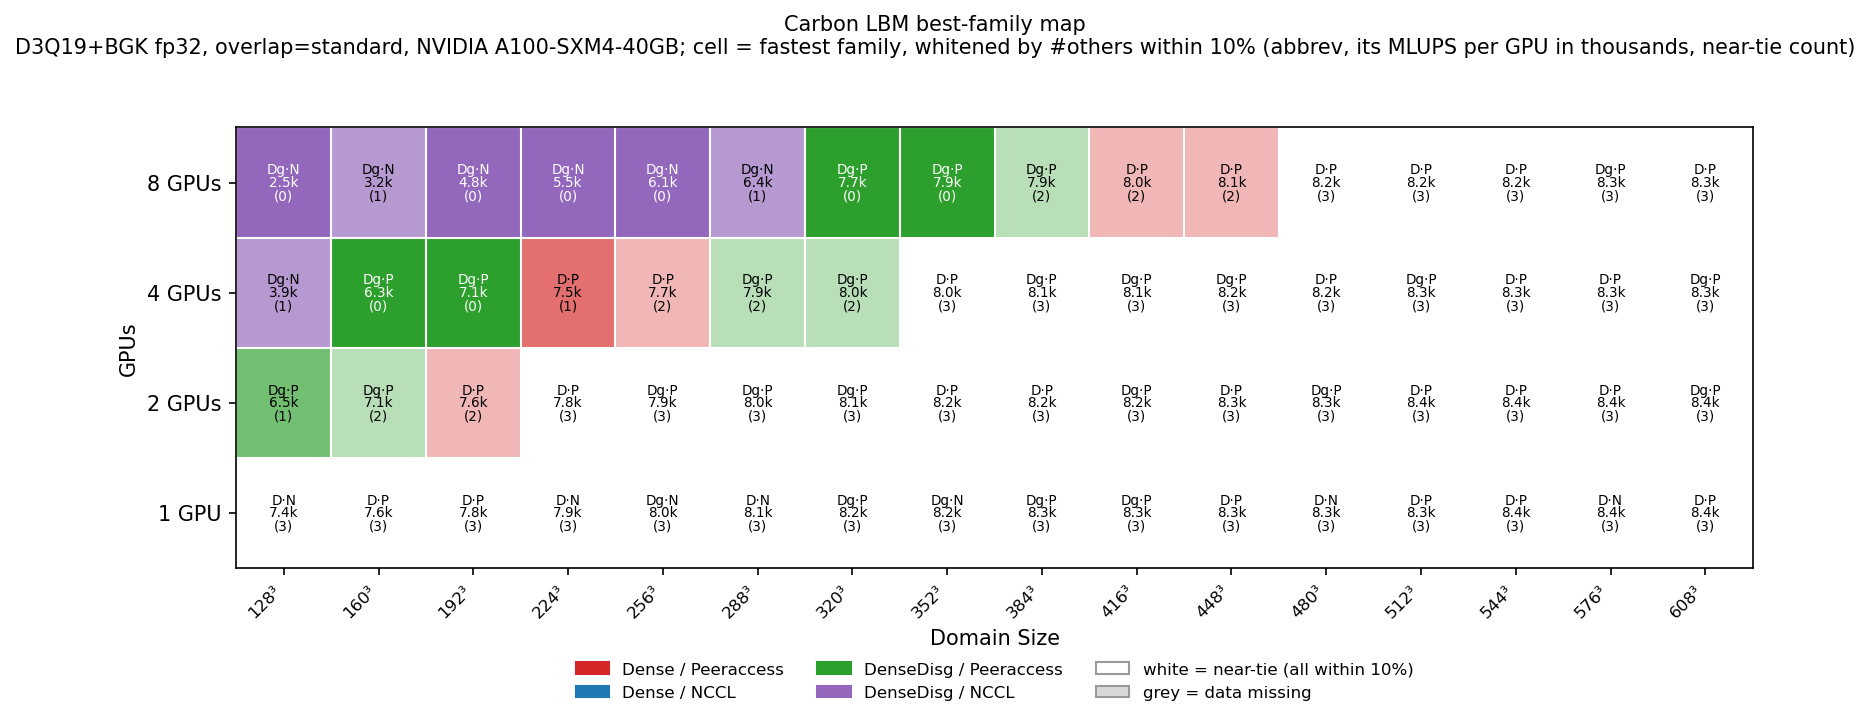 Carbon LBM best-family map
D3Q19+BGK fp32, overlap=standard, NVIDIA A100-SXM4-40GB; cell = fastest family, whitened by #others within 10% (abbrev, its MLUPS per GPU in thousands, near-tie count)
8 GPUs
Dg·N Dg·N Dg·N Dg·N Dg·N Dg·N Dg·P Dg·P Dg·P D·P D·P D·P D·P D·P Dg·P D·P
2.5k 3.2k 4.8k 5.5k 6.1k 6.4k 7.7k 7.9k 7.9k 8.0k 8.1k 8.2k 8.2k 8.2k 8.3k 8.3k
(0) (1) (0) (0) (0) (1) (0) (0) (2) (2) (2) (3) (3) (3) (3) (3)
4 GPUs
Dg·N Dg·P Dg·P D·P D·P Dg·P Dg·P D·P Dg·P Dg·P Dg·P D·P Dg·P D·P D·P Dg·P
3.9k 6.3k 7.1k 7.5k 7.7k 7.9k 8.0k 8.0k 8.1k 8.1k 8.2k 8.2k 8.3k 8.3k 8.3k 8.3k
(1) (0) (0) (1) (2) (2) (2) (3) (3) (3) (3) (3) (3) (3) (3) (3)
2 GPUs
Dg·P Dg·P D·P D·P Dg·P Dg·P Dg·P D·P D·P Dg·P D·P Dg·P D·P D·P D·P Dg·P
6.5k 7.1k 7.6k 7.8k 7.9k 8.0k 8.1k 8.2k 8.2k 8.2k 8.3k 8.3k 8.4k 8.4k 8.4k 8.4k
(1) (2) (2) (3) (3) (3) (3) (3) (3) (3) (3) (3) (3) (3) (3) (3)
1 GPU
D·N D·P D·P D·N Dg·N D·N Dg·P Dg·N Dg·P Dg·P D·P D·N D·P D·P D·N D·P
7.4k 7.6k 7.8k 7.9k 8.0k 8.1k 8.2k 8.2k 8.3k 8.3k 8.3k 8.3k 8.3k 8.4k 8.4k 8.4k
(3) (3) (3) (3) (3) (3) (3) (3) (3) (3) (3) (3) (3) (3) (3) (3)
GPUs
128³ 160³ 192³ 224³ 256³ 288³ 320³ 352³ 384³ 416³ 448³ 480³ 512³ 544³ 576³ 608³
Domain Size
Dense / Peeraccess
Dense / NCCL
DenseDisg / Peeraccess
DenseDisg / NCCL
white = near-tie (all within 10%)
grey = data missing